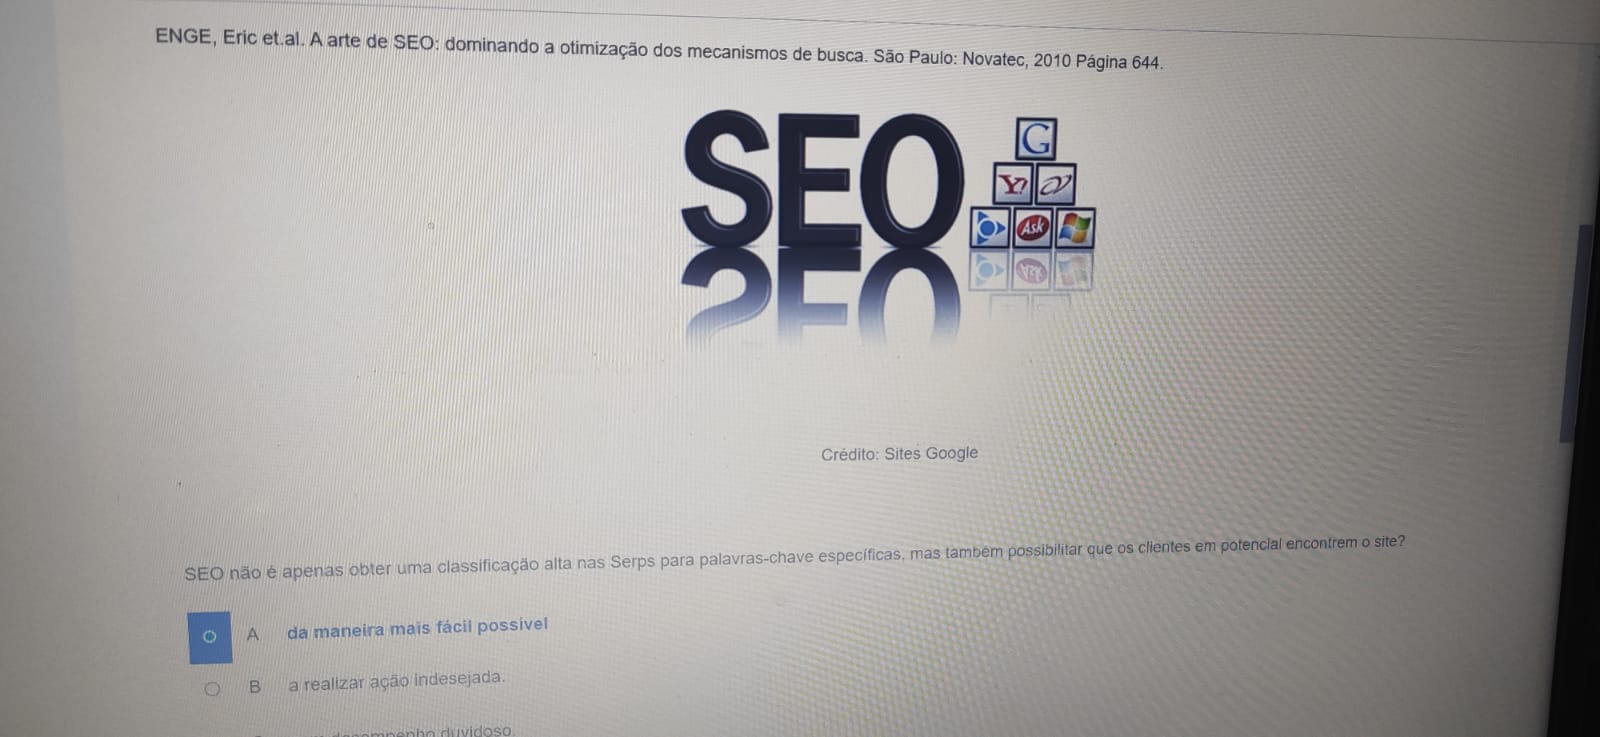 ENGE, Eric et.al. A arte de SEO: dominando a otimização dos mecanismos de busca. São Paulo: Novatec, 2010 Página 644.
SEO
G
Y!
Ask
Crédito: Sites Google
SEO não é apenas obter uma classificação alta nas Serps para palavras-chave específicas, mas também possibilitar que os clientes em potencial encontrem o site?
A da maneira mais fácil possível
B a realizar ação indesejada.
duvidoso.